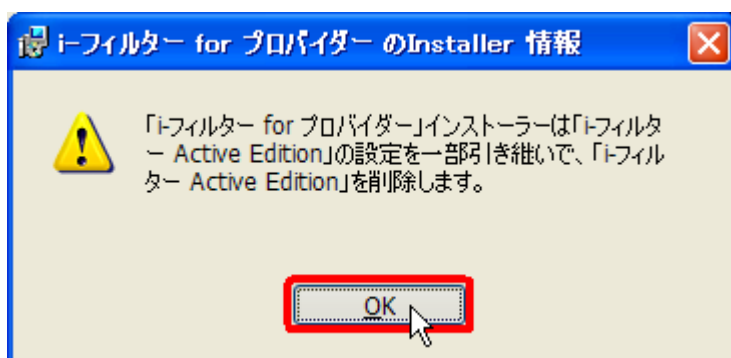 i-フィルター for プロバイダー のInstaller 情報
「i-フィルター for プロバイダー」インストーラーは「i-フィルタ
ー Active Edition」の設定を一部引き継いで、「i-フィル
ター Active Edition」を削除します。
OK